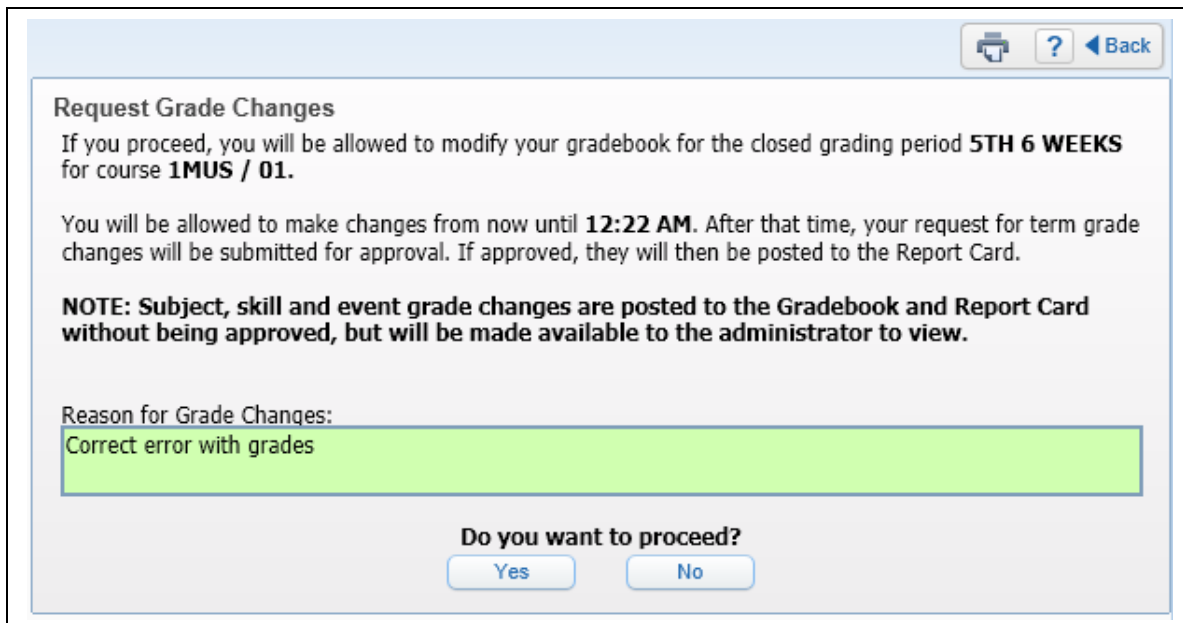 ? Back
Request Grade Changes
If you proceed, you will be allowed to modify your gradebook for the closed grading period 5TH 6 WEEKS
for course 1MUS / 01.
You will be allowed to make changes from now until 12:22 AM. After that time, your request for term grade
changes will be submitted for approval. If approved, they will then be posted to the Report Card.
NOTE: Subject, skill and event grade changes are posted to the Gradebook and Report Card
without being approved, but will be made available to the administrator to view.
Reason for Grade Changes:
Correct error with grades
Do you want to proceed?
Yes No